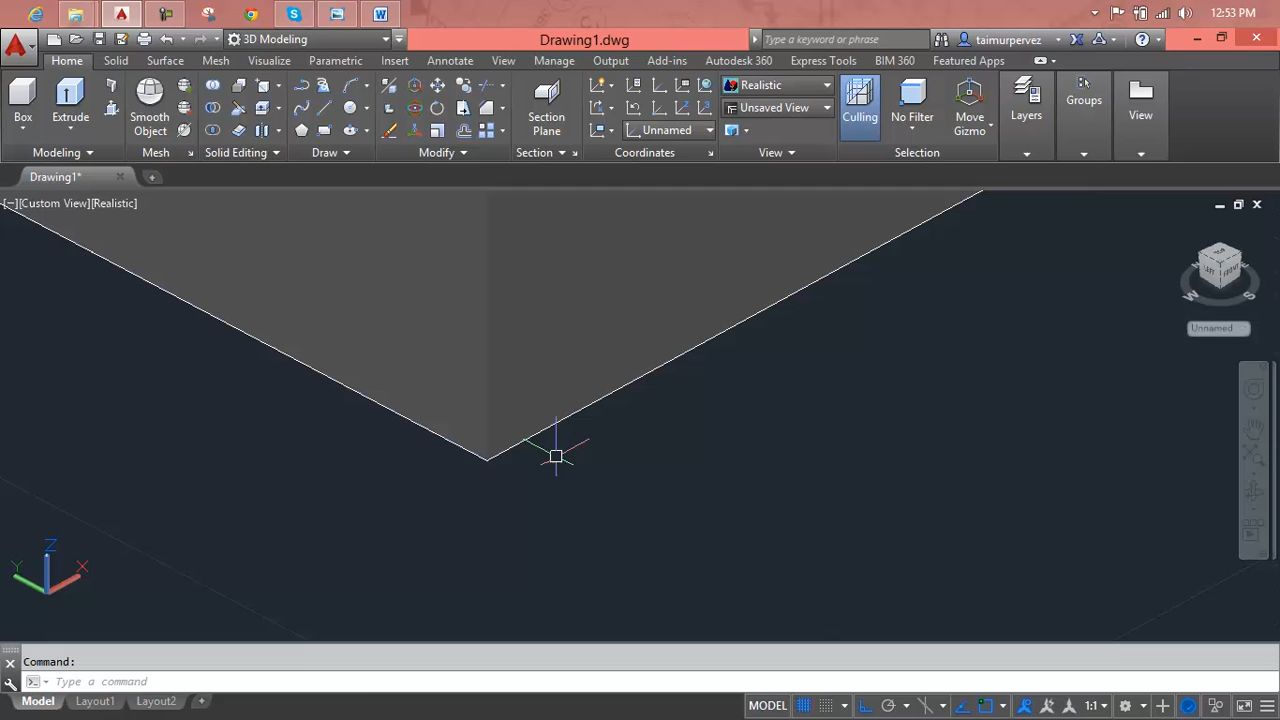 12:53 PM
3D Modeling
Drawing1.dwg
Type a keyword or phrase
taimurpervez
Home Solid Surface Mesh Visualize Parametric Insert Annotate View Manage Output Add-ins Autodesk 360 Express Tools BIM 360 Featured Apps
Realistic
Unsaved View
Box Extrude Smooth Object Section Plane Unnamed Culling No Filter Move Gizmo Layers Groups View
Modeling Mesh Solid Editing Draw Modify Section Coordinates View Selection
Drawing1*
[−][Custom View][Realistic]
TOP
LEFT FRONT
W S
Unnamed
Z
Y X
Command:
Type a command
Model Layout1 Layout2 MODEL 1:1